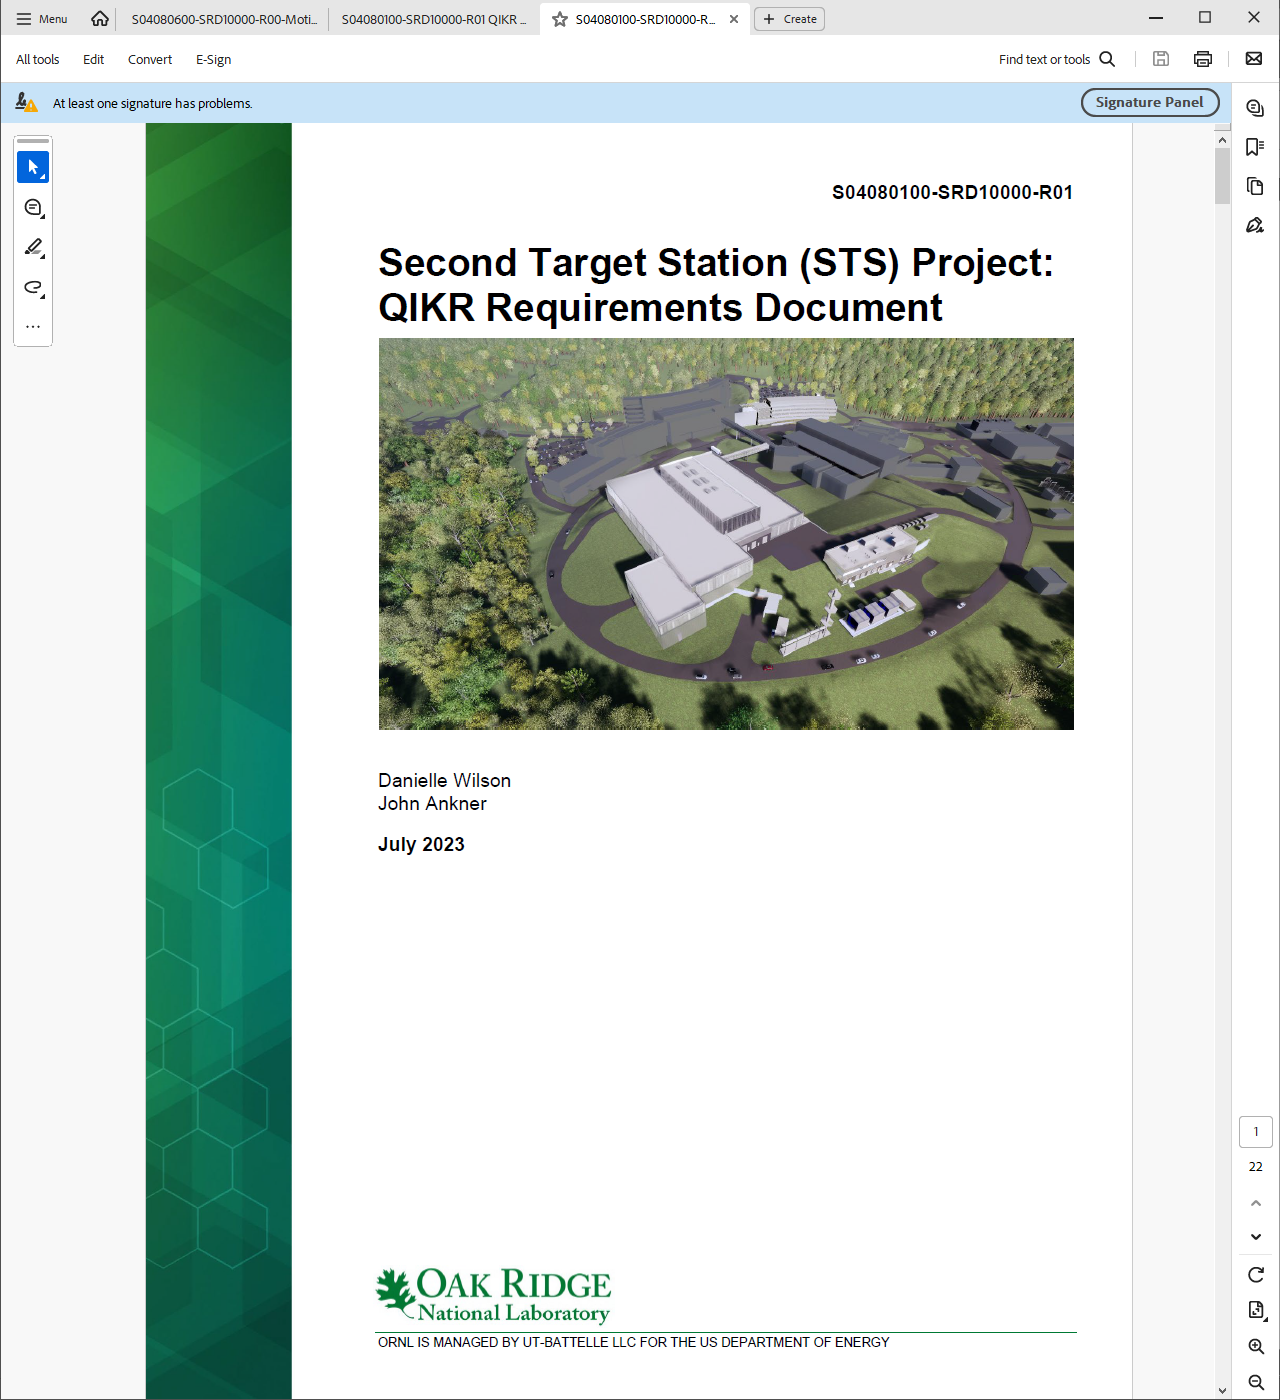 Menu
S04080600-SRD10000-R00-Moti...
S04080100-SRD10000-R01 QIKR ...
S04080100-SRD10000-R...
Create
All tools
Edit
Convert
E-Sign
Find text or tools
At least one signature has problems.
Signature Panel
S04080100-SRD10000-R01
Second Target Station (STS) Project:
QIKR Requirements Document
Danielle Wilson
John Ankner
July 2023
OAK RIDGE
National Laboratory
ORNL IS MANAGED BY UT-BATTELLE LLC FOR THE US DEPARTMENT OF ENERGY
1
22